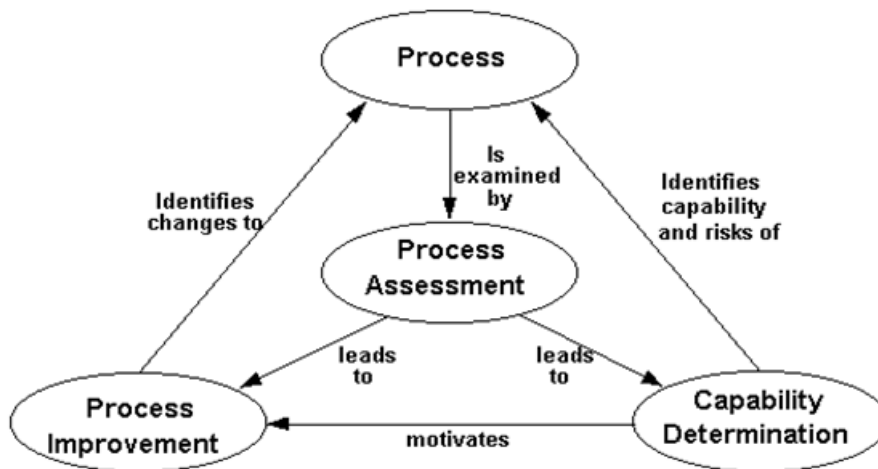 Process
Is
examined
by
Identifies
changes to
Identifies
capability
and risks of
Process
Assessment
leads
to
leads
to
Process
Improvement
motivates
Capability
Determination